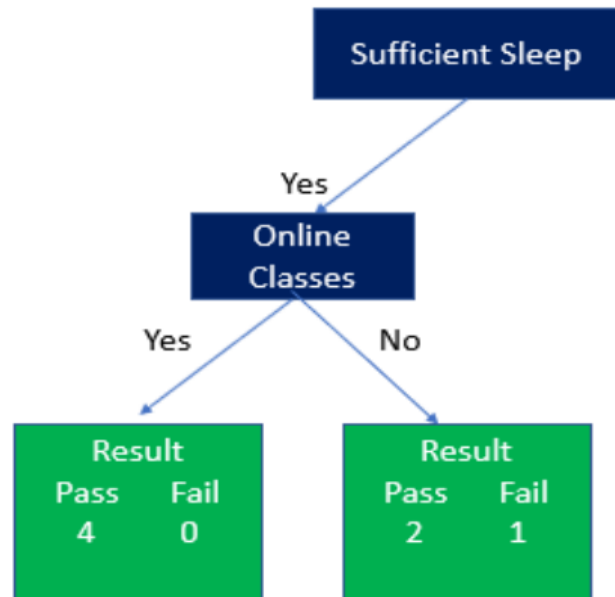 Sufficient Sleep
Yes
Online
Classes
Yes
No
Result
Pass Fail
4 0
Result
Pass Fail
2 1